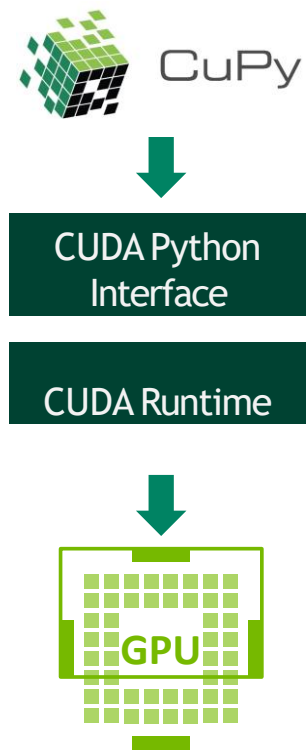 CuPy
CUDA Python
Interface
CUDA Runtime
GPU